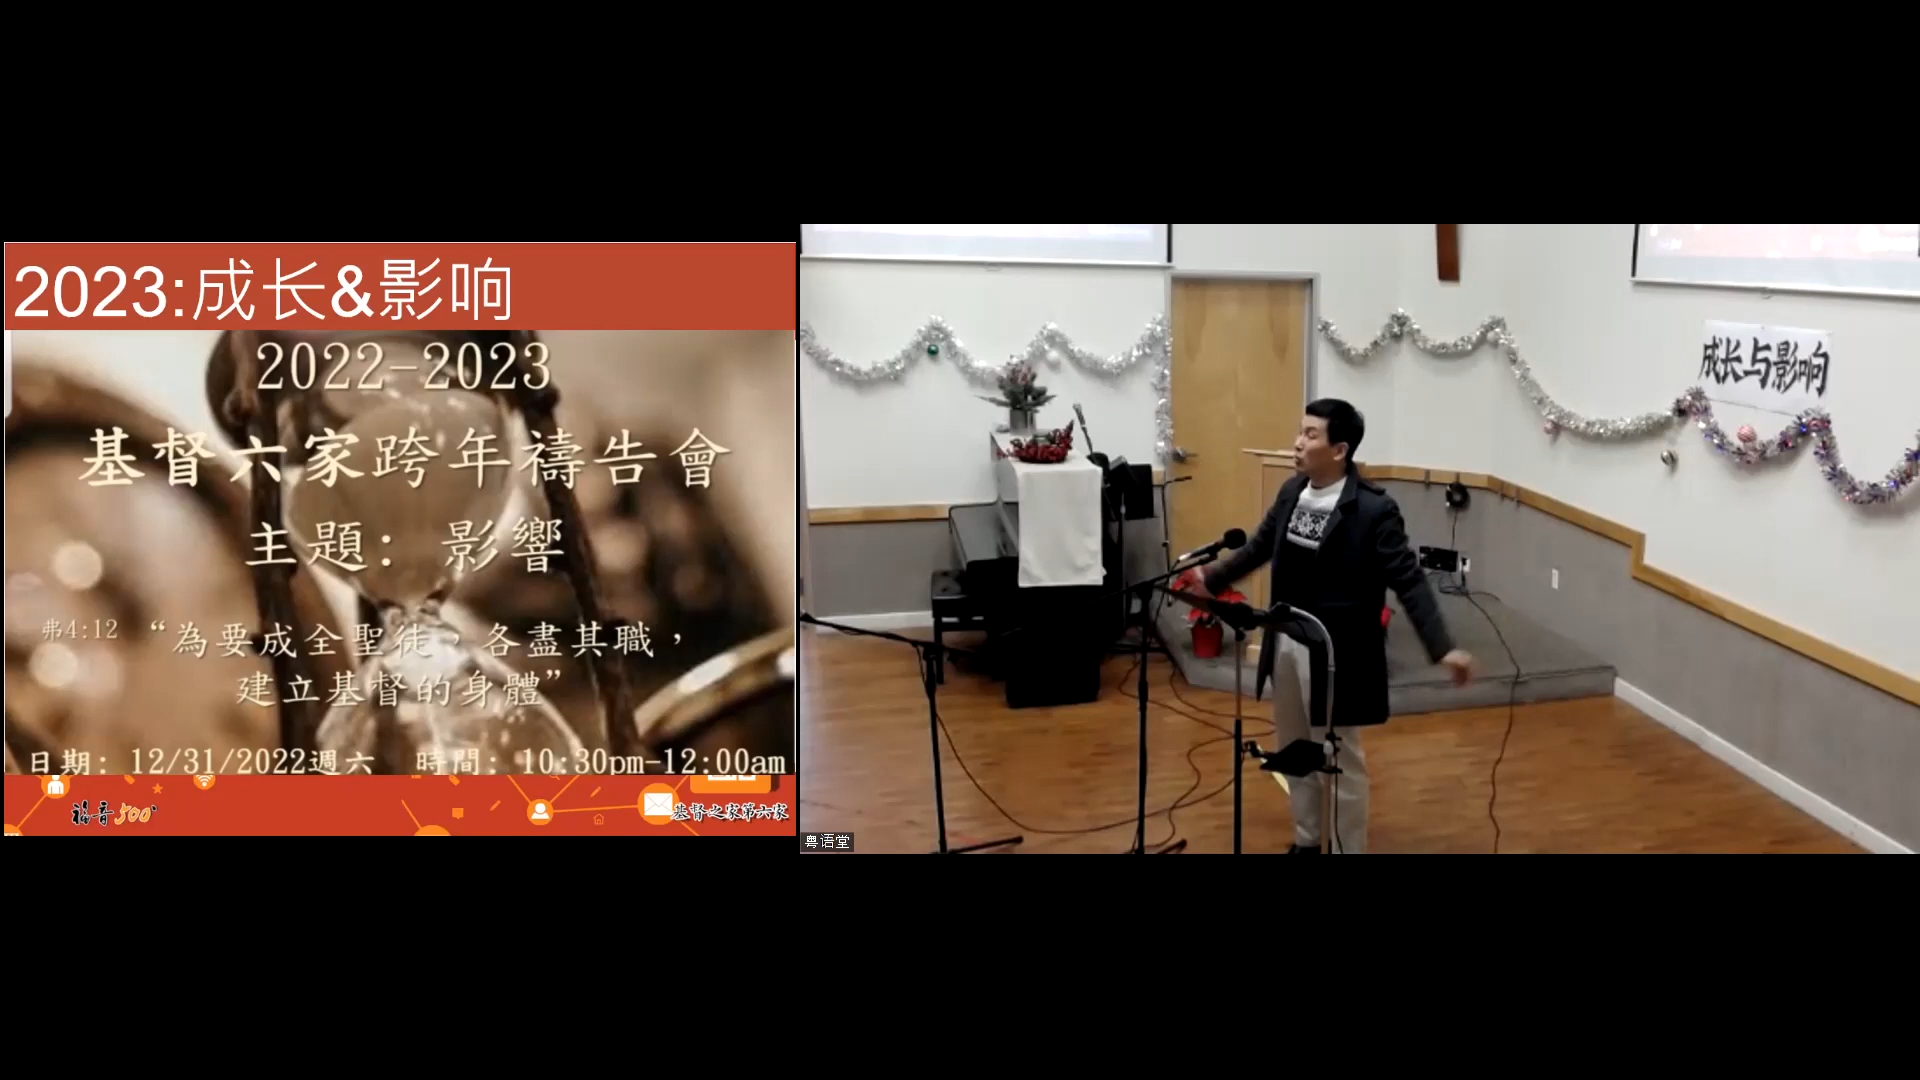 2023:成长&影响
2022-2023
基督六家跨年禱告會
主題: 影響
弗4:12 “為要成全聖徒，各盡其職，
建立基督的身體”
日期: 12/31/2022週六 時間: 10:30pm-12:00am
福音500
基督之家第六家
成长与影响
粤语堂